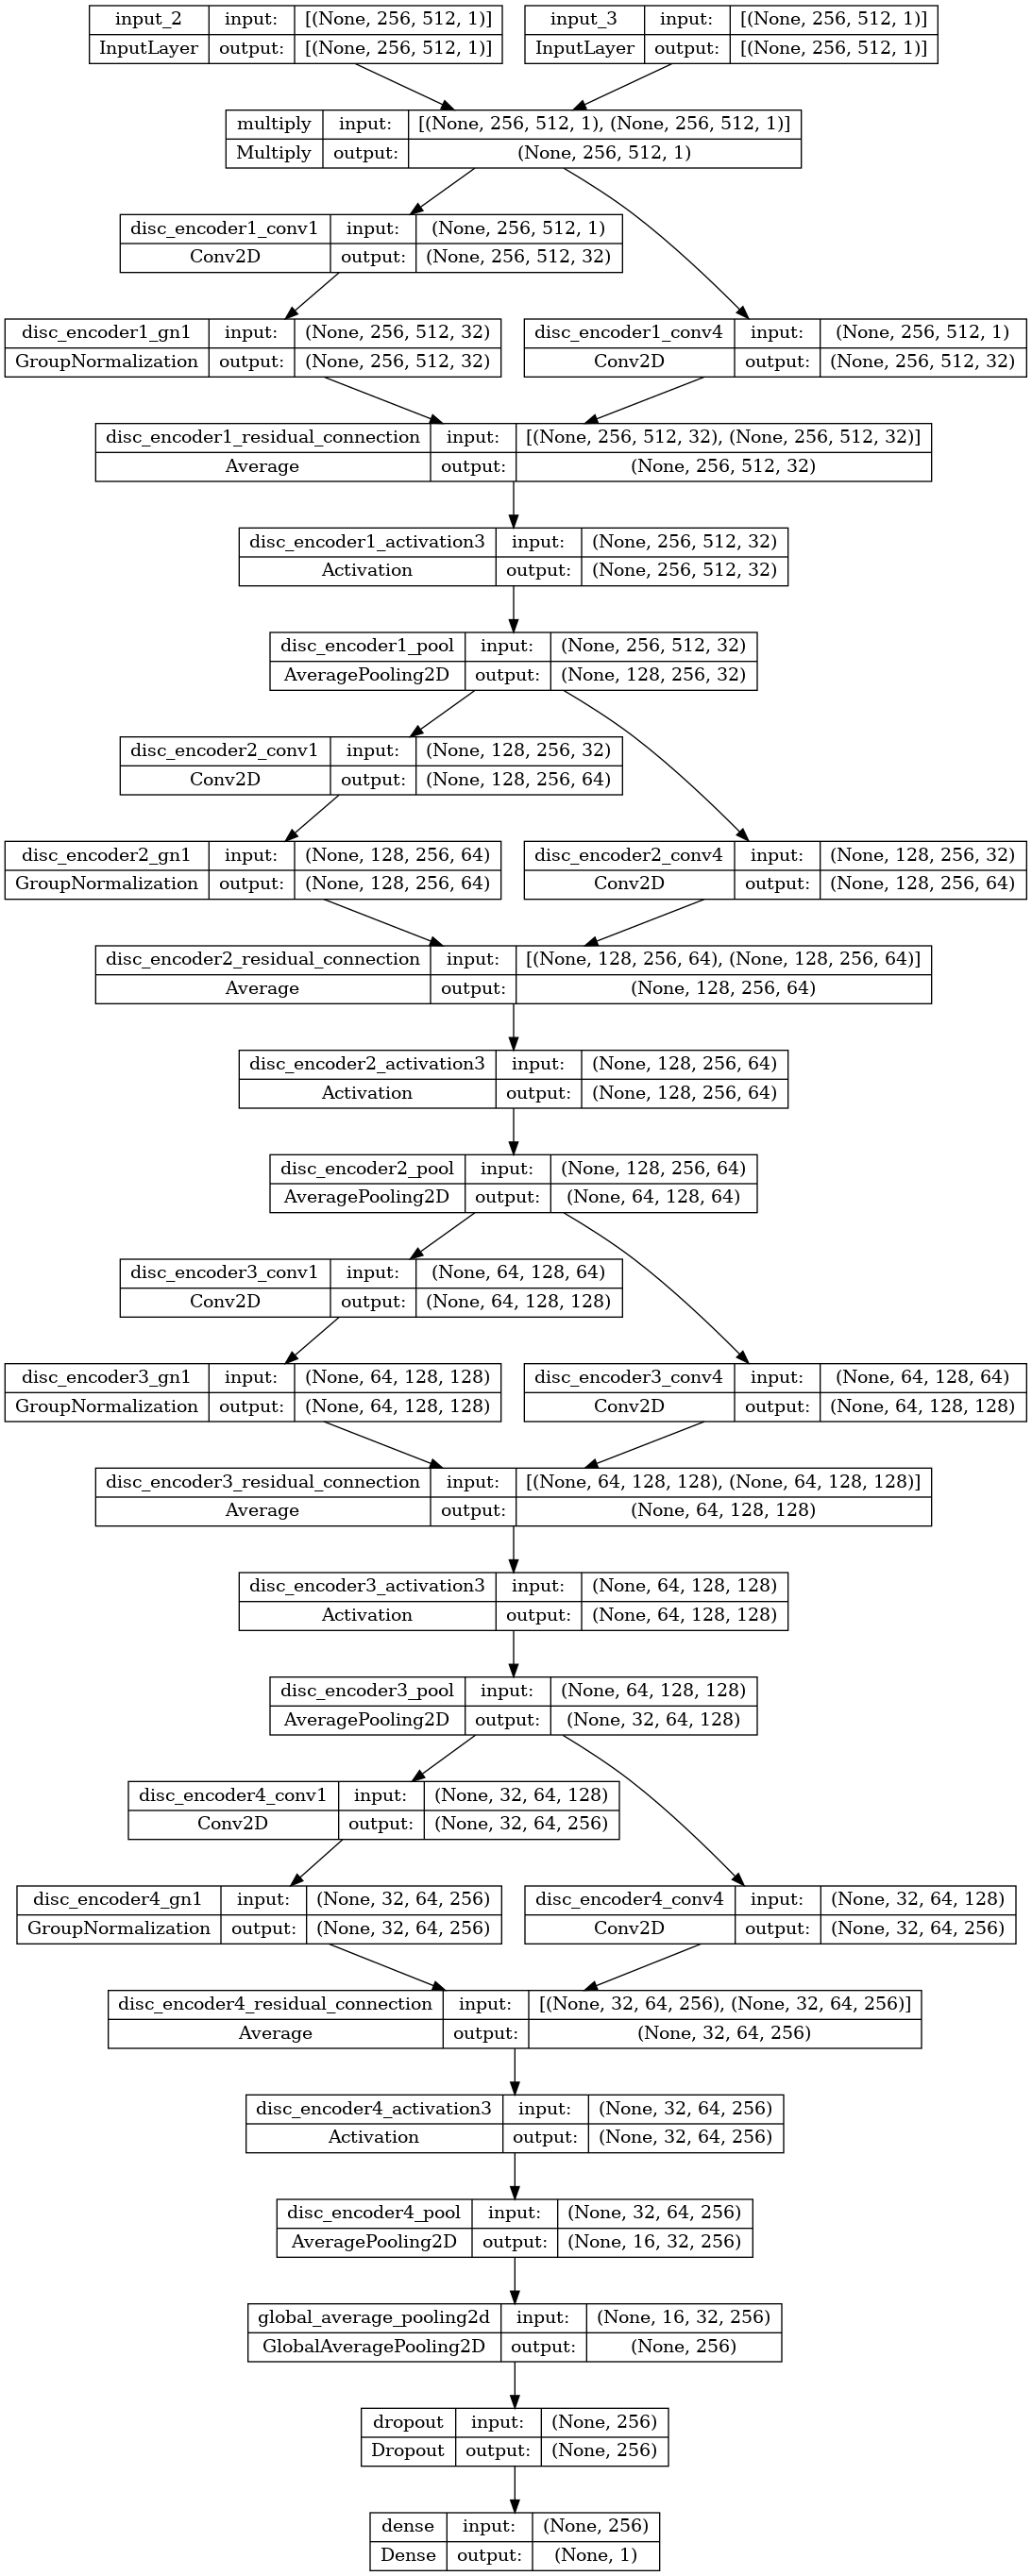 input_2 input: [(None, 256, 512, 1)]
InputLayer output: [(None, 256, 512, 1)]
input_3 input: [(None, 256, 512, 1)]
InputLayer output: [(None, 256, 512, 1)]
multiply input: [(None, 256, 512, 1), (None, 256, 512, 1)]
Multiply output: (None, 256, 512, 1)
disc_encoder1_conv1 input: (None, 256, 512, 1)
Conv2D output: (None, 256, 512, 32)
disc_encoder1_gn1 input: (None, 256, 512, 32)
GroupNormalization output: (None, 256, 512, 32)
disc_encoder1_conv4 input: (None, 256, 512, 1)
Conv2D output: (None, 256, 512, 32)
disc_encoder1_residual_connection input: [(None, 256, 512, 32), (None, 256, 512, 32)]
Average output: (None, 256, 512, 32)
disc_encoder1_activation3 input: (None, 256, 512, 32)
Activation output: (None, 256, 512, 32)
disc_encoder1_pool input: (None, 256, 512, 32)
AveragePooling2D output: (None, 128, 256, 32)
disc_encoder2_conv1 input: (None, 128, 256, 32)
Conv2D output: (None, 128, 256, 64)
disc_encoder2_gn1 input: (None, 128, 256, 64)
GroupNormalization output: (None, 128, 256, 64)
disc_encoder2_conv4 input: (None, 128, 256, 32)
Conv2D output: (None, 128, 256, 64)
disc_encoder2_residual_connection input: [(None, 128, 256, 64), (None, 128, 256, 64)]
Average output: (None, 128, 256, 64)
disc_encoder2_activation3 input: (None, 128, 256, 64)
Activation output: (None, 128, 256, 64)
disc_encoder2_pool input: (None, 128, 256, 64)
AveragePooling2D output: (None, 64, 128, 64)
disc_encoder3_conv1 input: (None, 64, 128, 64)
Conv2D output: (None, 64, 128, 128)
disc_encoder3_gn1 input: (None, 64, 128, 128)
GroupNormalization output: (None, 64, 128, 128)
disc_encoder3_conv4 input: (None, 64, 128, 64)
Conv2D output: (None, 64, 128, 128)
disc_encoder3_residual_connection input: [(None, 64, 128, 128), (None, 64, 128, 128)]
Average output: (None, 64, 128, 128)
disc_encoder3_activation3 input: (None, 64, 128, 128)
Activation output: (None, 64, 128, 128)
disc_encoder3_pool input: (None, 64, 128, 128)
AveragePooling2D output: (None, 32, 64, 128)
disc_encoder4_conv1 input: (None, 32, 64, 128)
Conv2D output: (None, 32, 64, 256)
disc_encoder4_gn1 input: (None, 32, 64, 256)
GroupNormalization output: (None, 32, 64, 256)
disc_encoder4_conv4 input: (None, 32, 64, 128)
Conv2D output: (None, 32, 64, 256)
disc_encoder4_residual_connection input: [(None, 32, 64, 256), (None, 32, 64, 256)]
Average output: (None, 32, 64, 256)
disc_encoder4_activation3 input: (None, 32, 64, 256)
Activation output: (None, 32, 64, 256)
disc_encoder4_pool input: (None, 32, 64, 256)
AveragePooling2D output: (None, 16, 32, 256)
global_average_pooling2d input: (None, 16, 32, 256)
GlobalAveragePooling2D output: (None, 256)
dropout input: (None, 256)
Dropout output: (None, 256)
dense input: (None, 256)
Dense output: (None, 1)